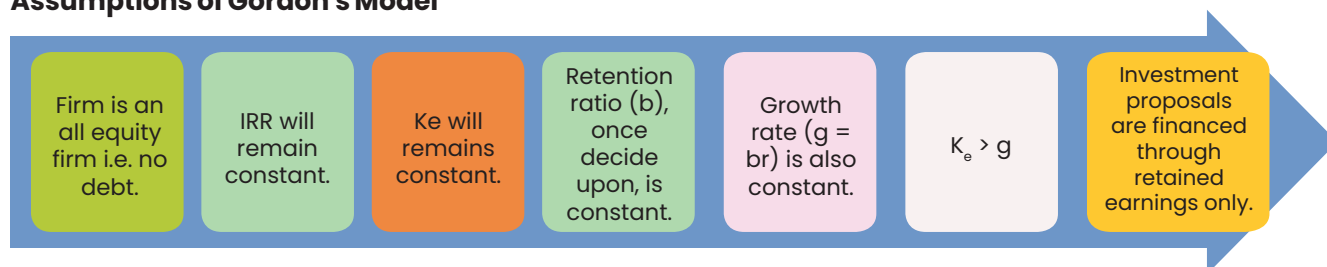 Assumptions of Gordon's Model
Firm is an
all equity
firm i.e. no
debt.
IRR will
remain
constant.
Ke will
remains
constant.
Retention
ratio (b),
once
decide
upon, is
constant.
Growth
rate (g =
br) is also
constant.
Kₑ > g
Investment
proposals
are financed
through
retained
earnings only.